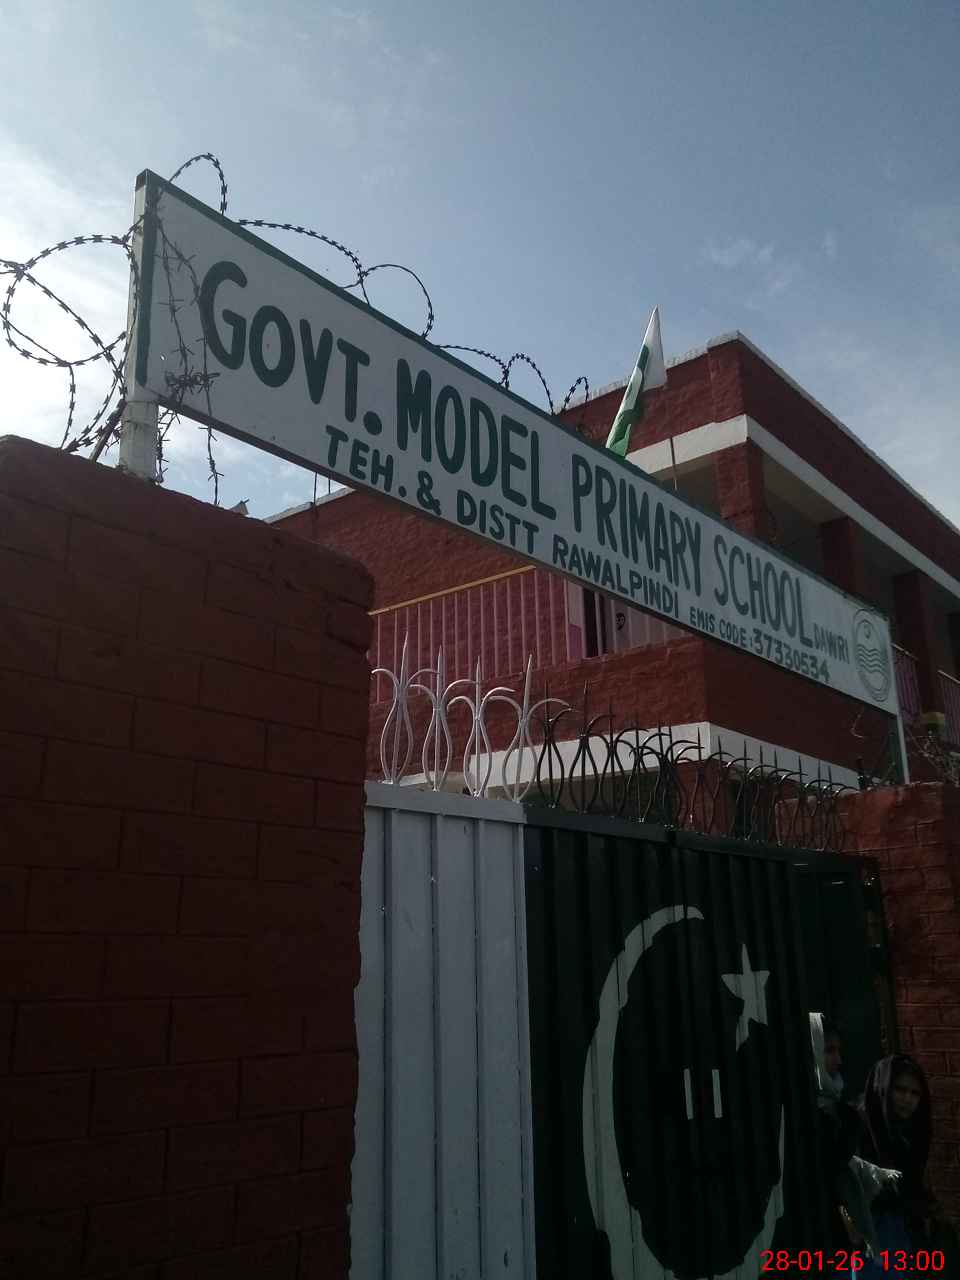 GOVT. MODEL PRIMARY SCHOOL DAWRI
TEH. & DISTT RAWALPINDI EMIS CODE: 37330534
28-01-26 13:00